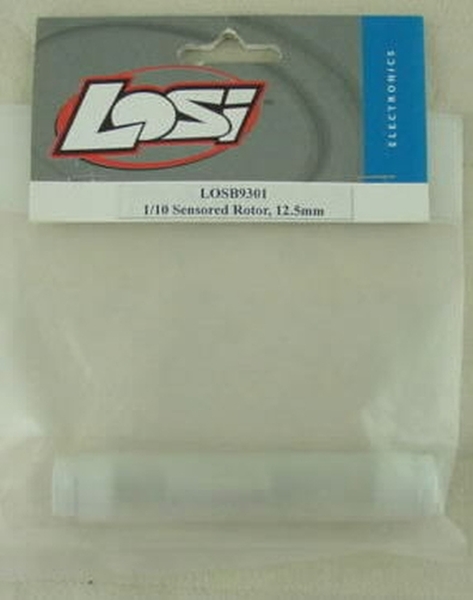 LOSi
ELECTRONICS
LOSB9301
1/10 Sensored Rotor, 12.5mm